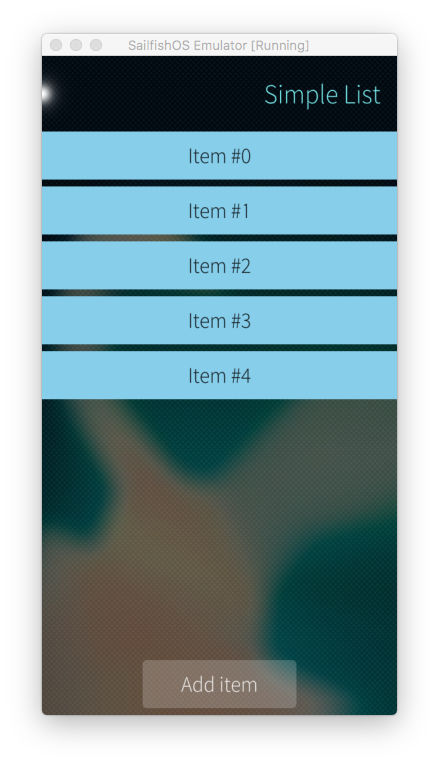 SailfishOS Emulator [Running]
Simple List
Item #0
Item #1
Item #2
Item #3
Item #4
Add item